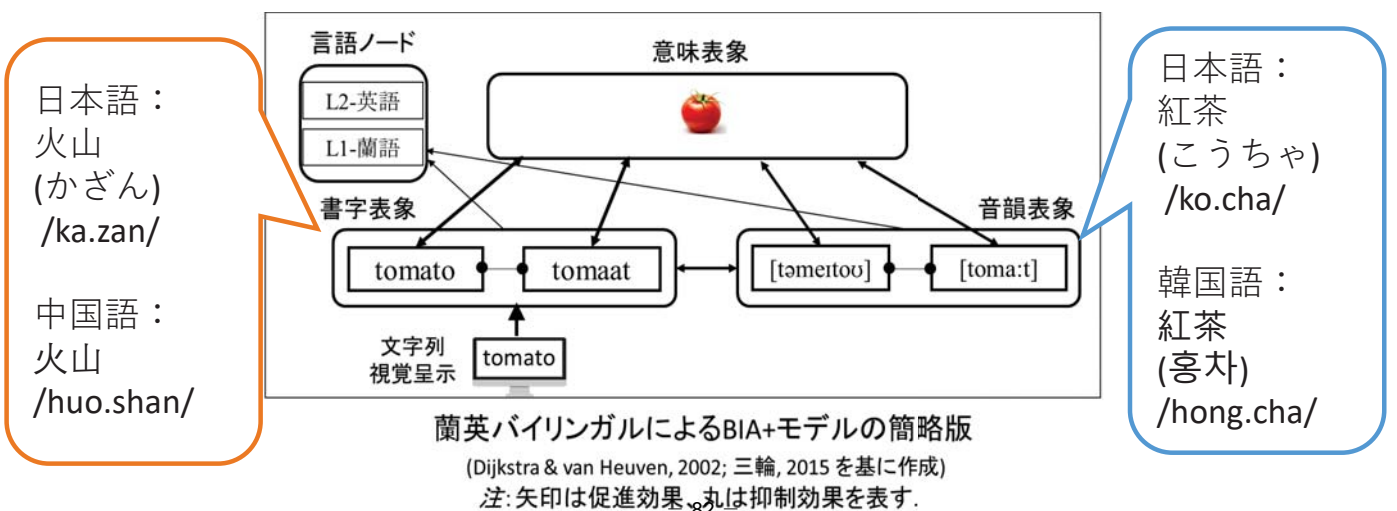 日本語：
火山
(かざん)
/ka.zan/
中国語：
火山
/huo.shan/
言語ノード
L2-英語
L1-蘭語
意味表象
書字表象
音韻表象
tomato
tomaat
[təmeɪtoʊ]
[toma:t]
文字列
視覚呈示
tomato
日本語：
紅茶
(こうちゃ)
/ko.cha/
韓国語：
紅茶
(홍차)
/hong.cha/
蘭英バイリンガルによるBIA+モデルの簡略版
(Dijkstra & van Heuven, 2002; 三輪, 2015 を基に作成)
注: 矢印は促進効果、丸は抑制効果を表す.
82